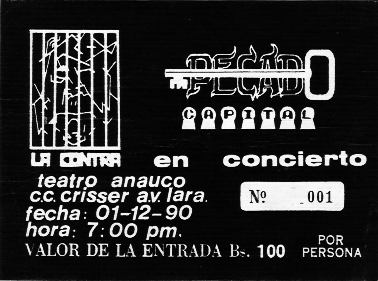 PECADO
CAPITAL
LA CONTRA en concierto
teatro anauco
c.c. crisser a.v. lara.
fecha: 01-12-90
hora: 7:00 pm.
Nº 001
VALOR DE LA ENTRADA Bs. 100 POR PERSONA